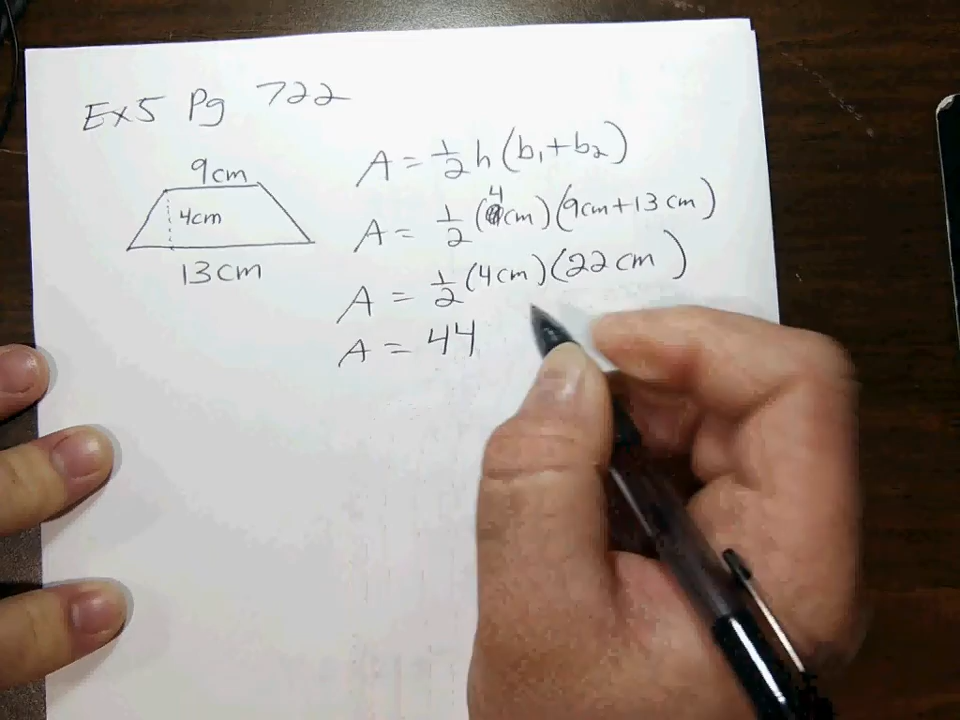 Ex5 Pg 722
9cm
4cm
13cm
A = 1/2 h (b₁+b₂)
A = 1/2 (4cm)(9cm+13cm)
A = 1/2 (4cm)(22cm)
A = 44